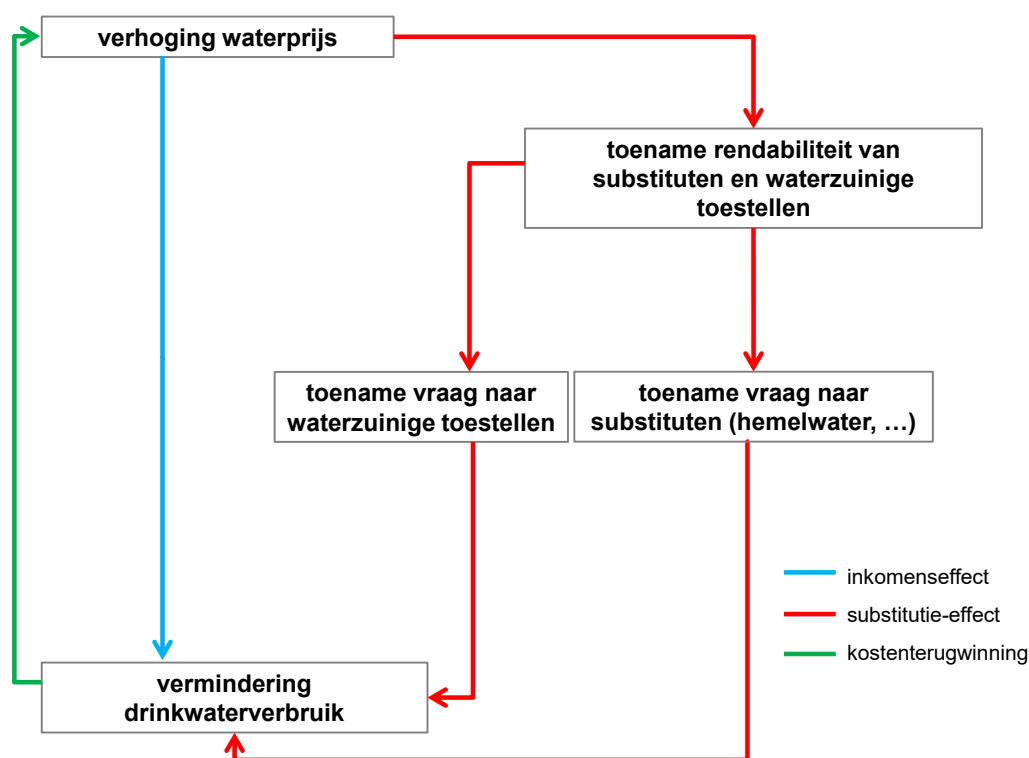 verhoging waterprijs
toename rendabiliteit van
substituten en waterzuinige
toestellen
toename vraag naar
waterzuinige toestellen
toename vraag naar
substituten (hemelwater, …)
inkomenseffect
substitutie-effect
kostenterugwinning
vermindering
drinkwaterverbruik